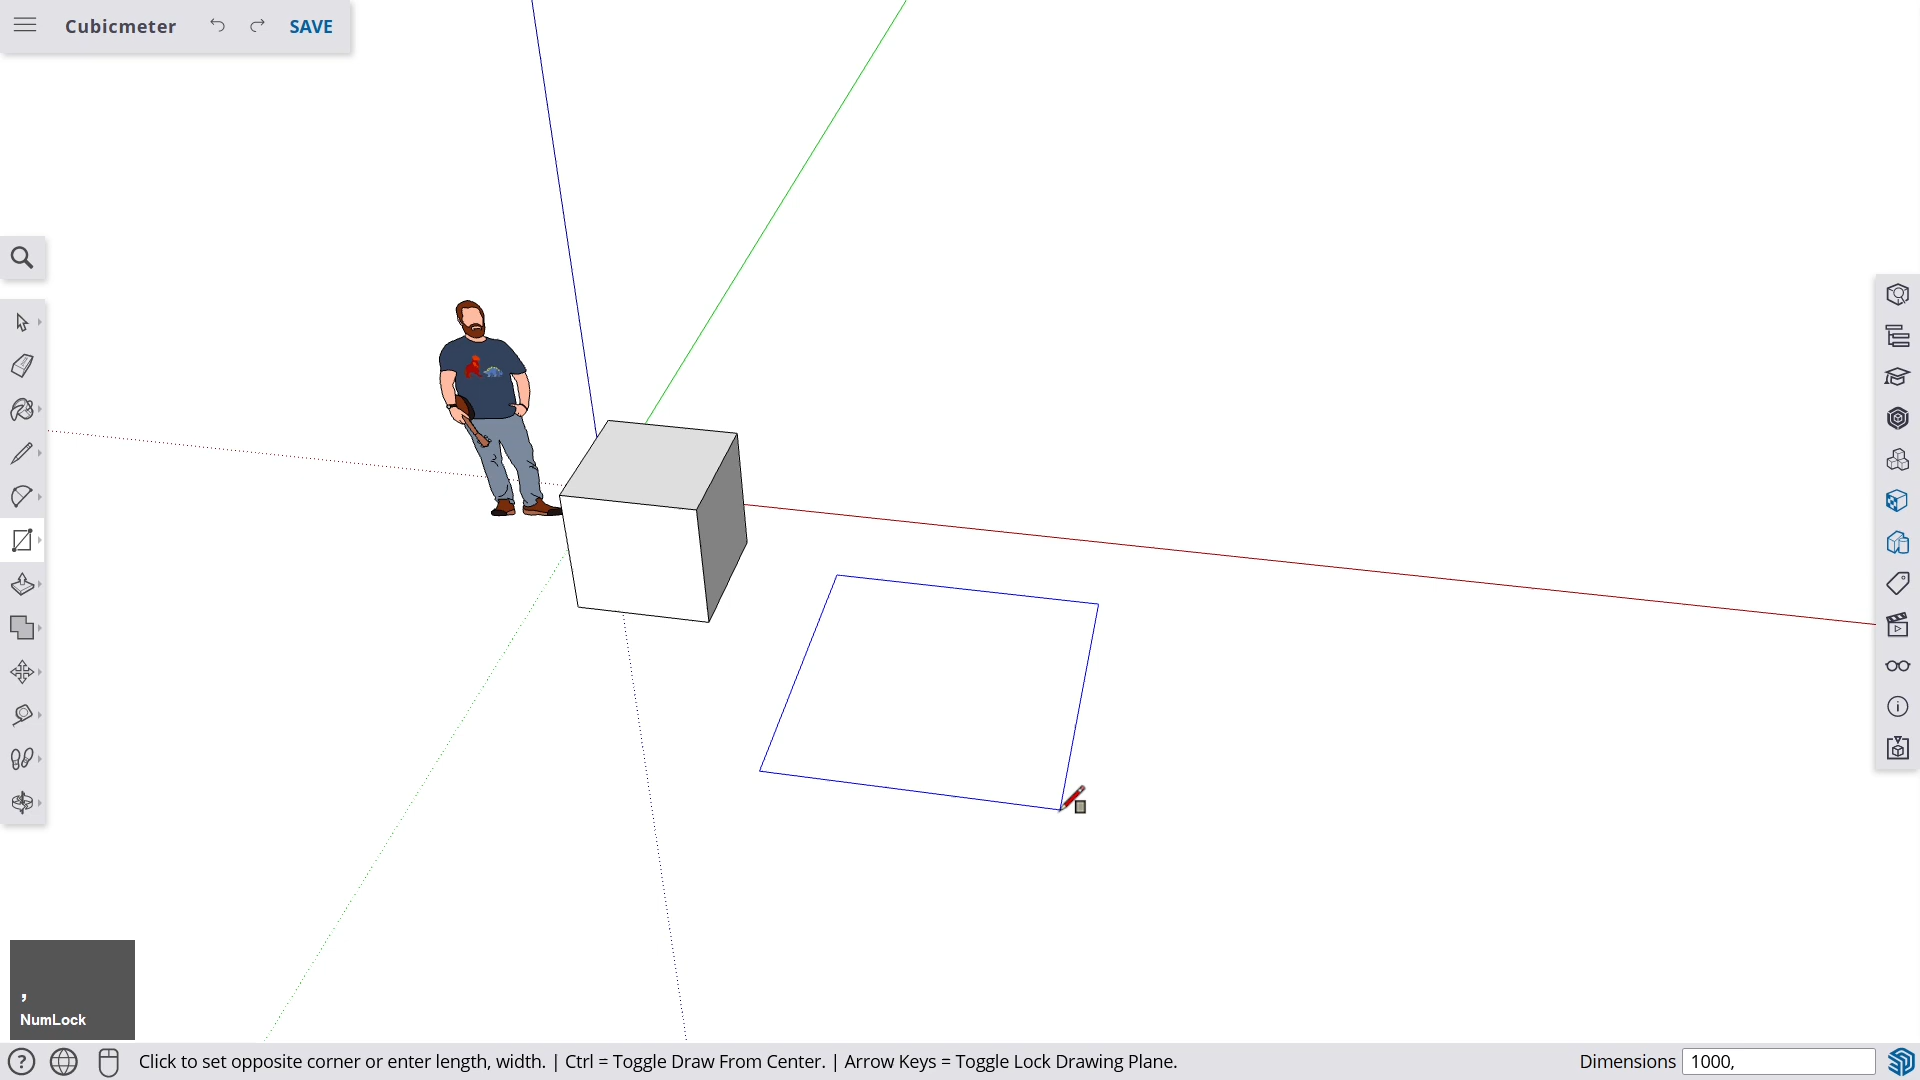 Cubicmeter SAVE
,
NumLock
Click to set opposite corner or enter length, width. | Ctrl = Toggle Draw From Center. | Arrow Keys = Toggle Lock Drawing Plane. Dimensions 1000,